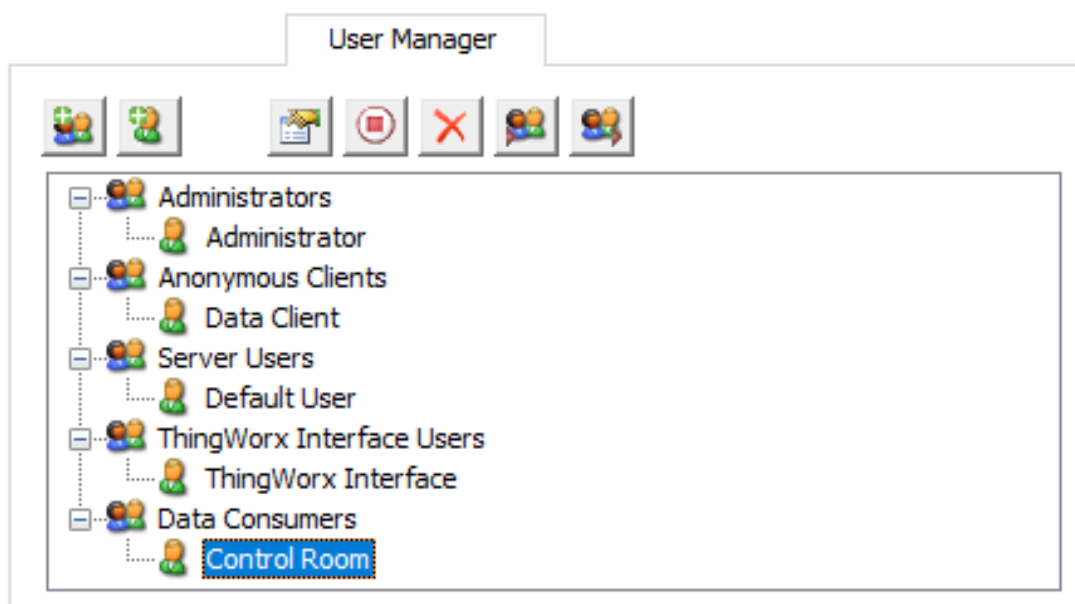 User Manager
Administrators
Administrator
Anonymous Clients
Data Client
Server Users
Default User
ThingWorx Interface Users
ThingWorx Interface
Data Consumers
Control Room